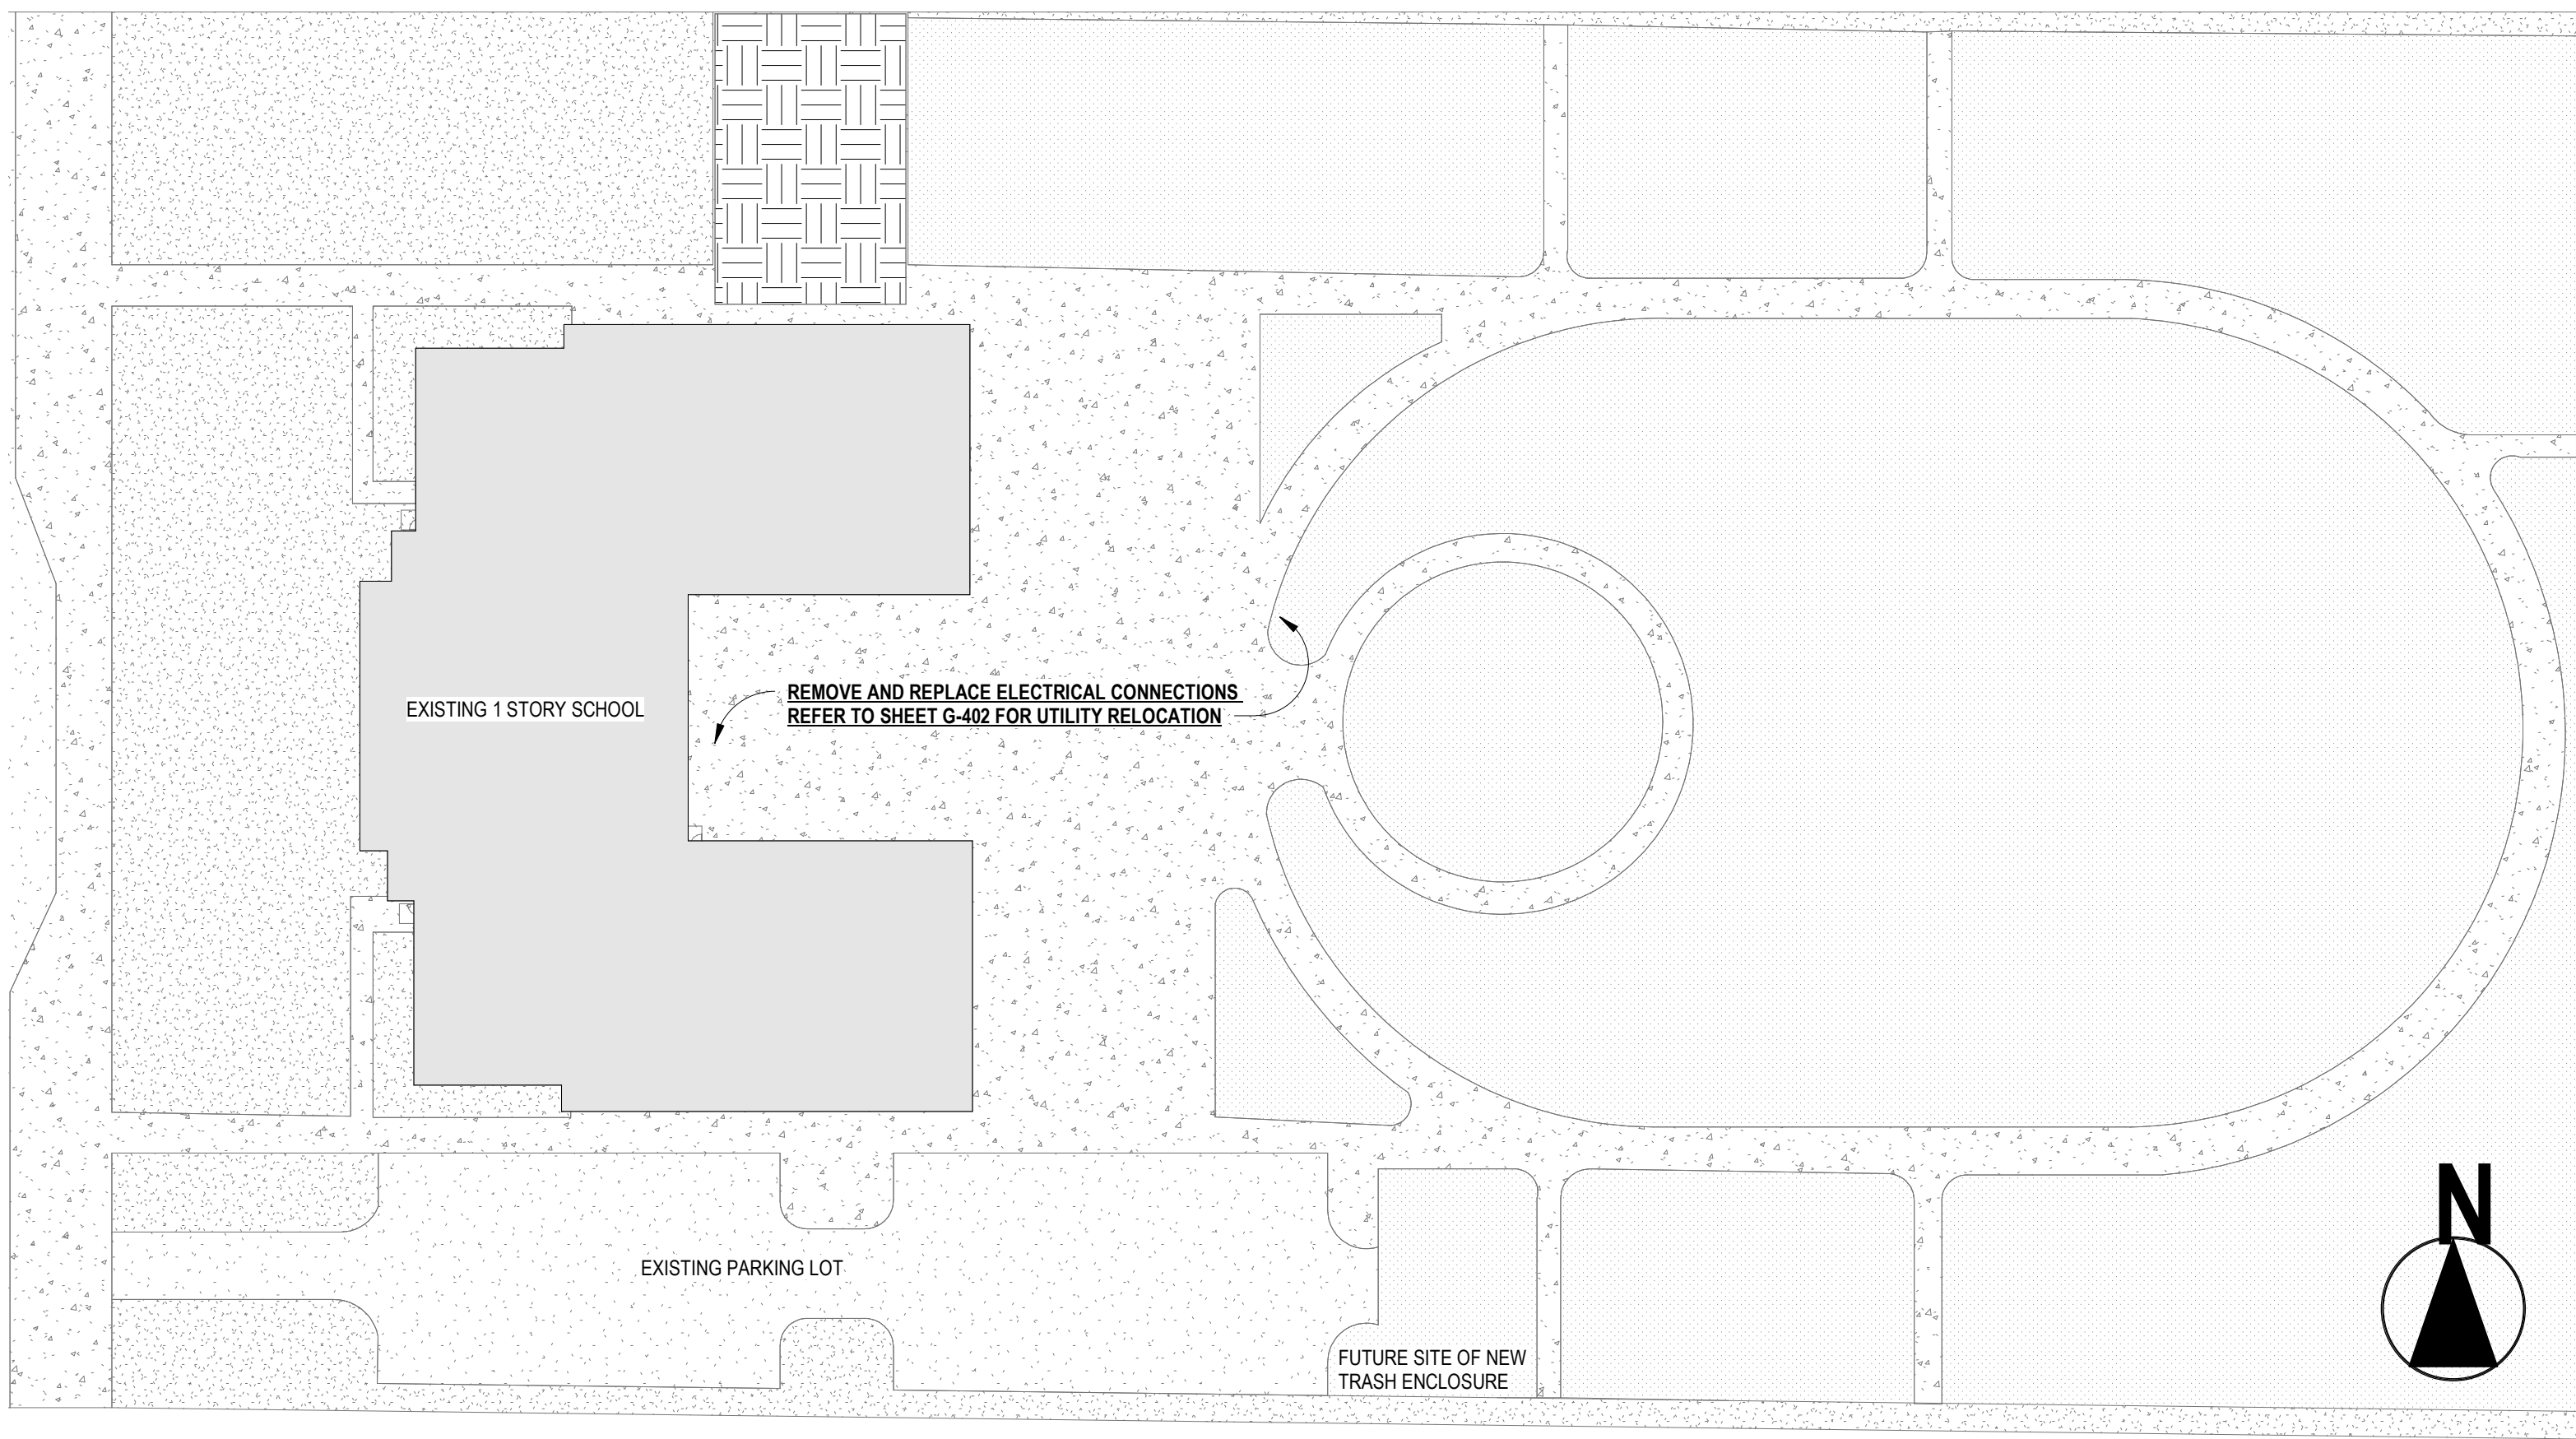 REMOVE AND REPLACE ELECTRICAL CONNECTIONS
REFER TO SHEET G-402 FOR UTILITY RELOCATION
EXISTING 1 STORY SCHOOL
N
EXISTING PARKING LOT
FUTURE SITE OF NEW
TRASH ENCLOSURE